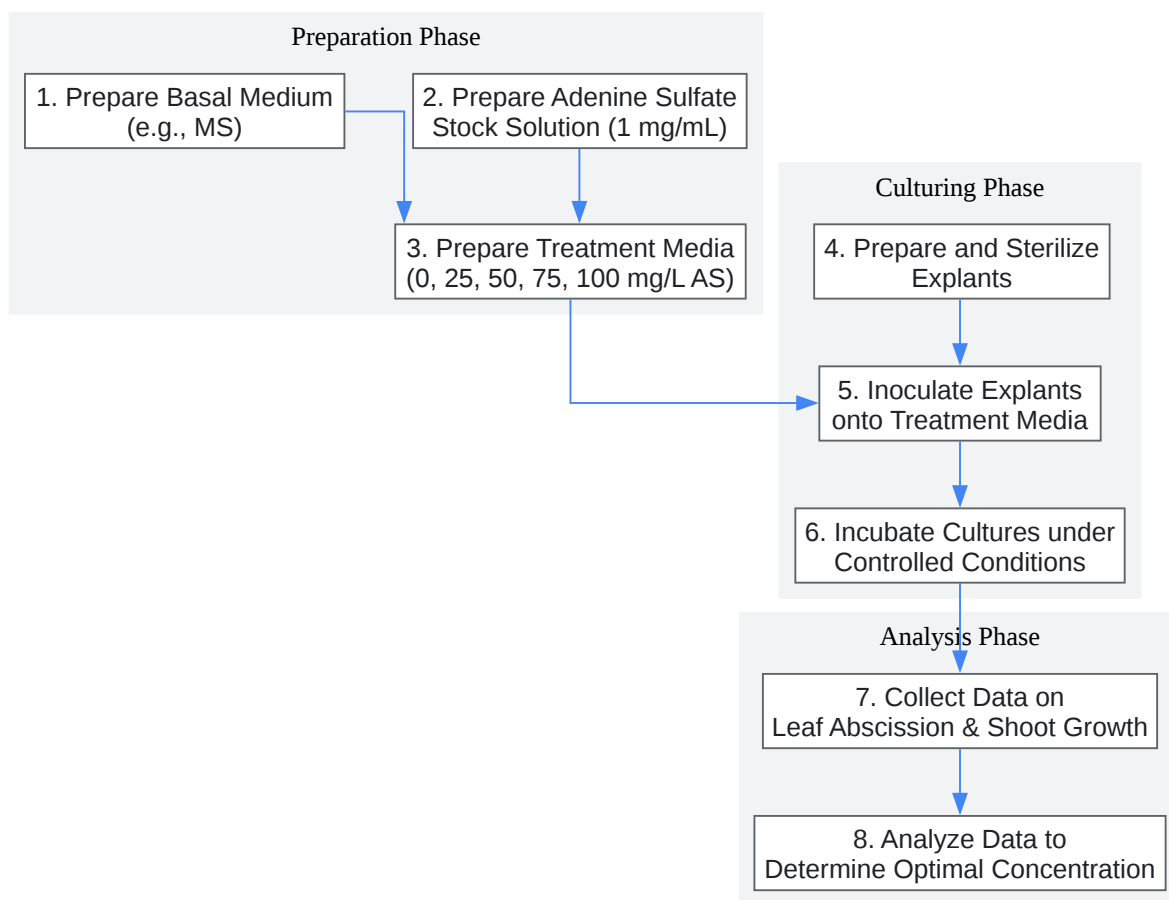 Preparation Phase
1. Prepare Basal Medium
(e.g., MS)
2. Prepare Adenine Sulfate
Stock Solution (1 mg/mL)
3. Prepare Treatment Media
(0, 25, 50, 75, 100 mg/L AS)
Culturing Phase
4. Prepare and Sterilize
Explants
5. Inoculate Explants
onto Treatment Media
6. Incubate Cultures under
Controlled Conditions
Analysis Phase
7. Collect Data on
Leaf Abscission & Shoot Growth
8. Analyze Data to
Determine Optimal Concentration